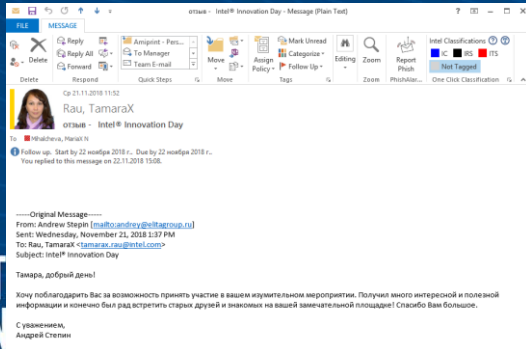 отзыв - Intel® Innovation Day - Message (Plain Text)
FILE MESSAGE
Delete
Reply
Reply All
Forward
To Manager
Team E-mail
Move
Assign Policy
Mark Unread
Categorize
Follow Up
Editing
Zoom
Report Phish
Intel Classifications
IC IRS ITS
Not Tagged
Delete Respond Quick Steps Move Tags Zoom PhishAlar... One Click Classification
Ср 21.11.2018 11:52
Rau, TamaraX
отзыв - Intel® Innovation Day
To Mihalcheva, MariaX N
Follow up. Start by 22 ноября 2018 г.. Due by 22 ноября 2018 г..
You replied to this message on 22.11.2018 15:08.
-----Original Message-----
From: Andrew Stepin [mailto:andrey@elitagroup.ru]
Sent: Wednesday, November 21, 2018 1:37 PM
To: Rau, TamaraX <tamarax.rau@intel.com>
Subject: Intel® Innovation Day
Тамара, добрый день!
Хочу поблагодарить Вас за возможность принять участие в вашем изумительном мероприятии. Получил много интересной и полезной
информации и конечно был рад встретить старых друзей и знакомых на вашей замечательной площадке! Спасибо Вам большое.
С уважением,
Андрей Степин